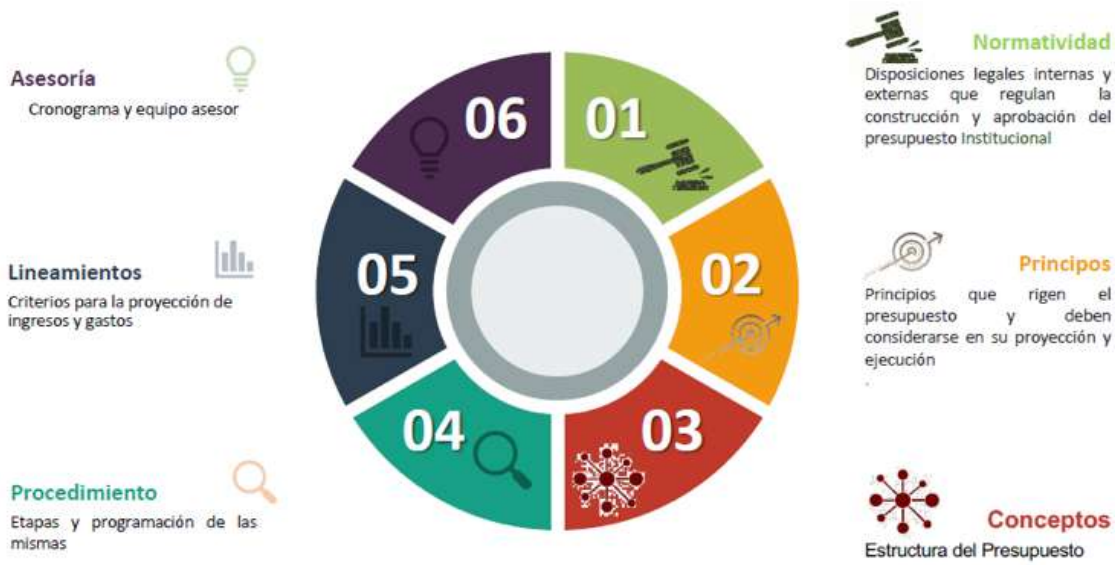 01
Normatividad
Disposiciones legales internas y
externas que regulan la
construcción y aprobación del
presupuesto Institucional
02
Principos
Principios que rigen el
presupuesto y deben
considerarse en su proyección y
ejecución
.
03
Conceptos
Estructura del Presupuesto
04
Procedimiento
Etapas y programación de las
mismas
05
Lineamientos
Criterios para la proyección de
ingresos y gastos
06
Asesoría
Cronograma y equipo asesor